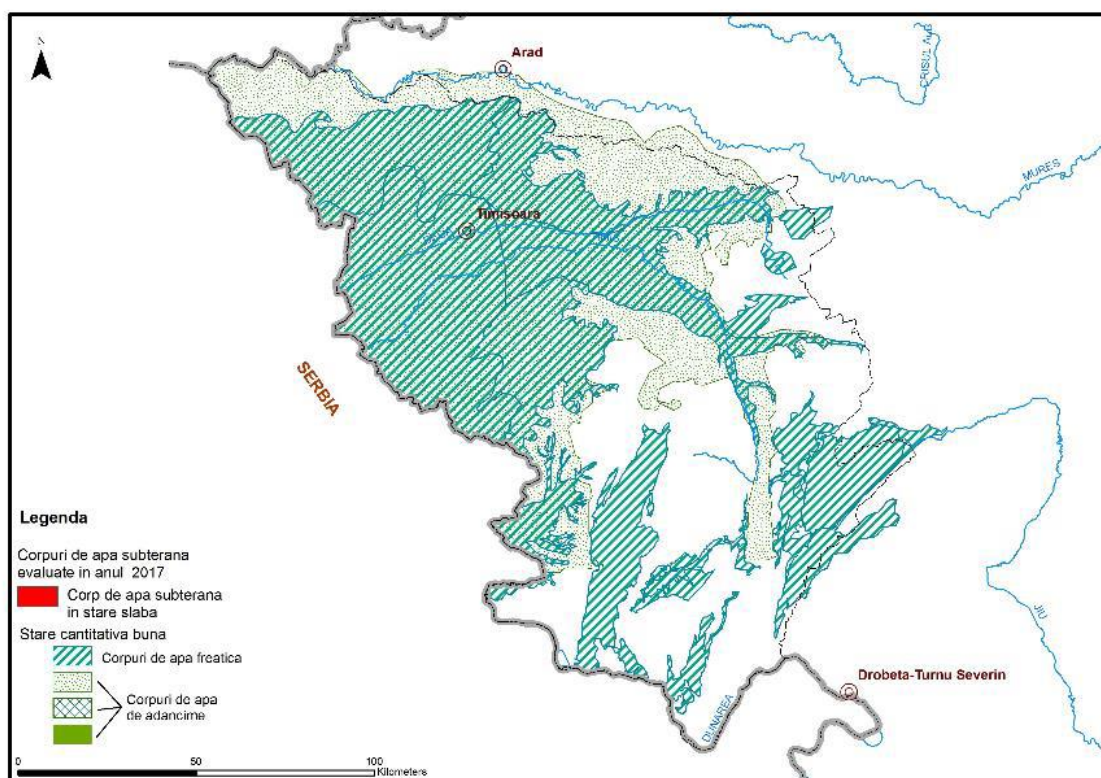 N
Arad
CRISUL ALB
MURES
Timisoara
SERBIA
JIU
Drobeta-Turnu Severin
DUNAREA
Legenda
Corpuri de apa subterana
evaluate in anul 2017
Corp de apa subterana
in stare slaba
Stare cantitativa buna
Corpuri de apa freatica
Corpuri de apa
de adancime
0 50 100
Kilometers